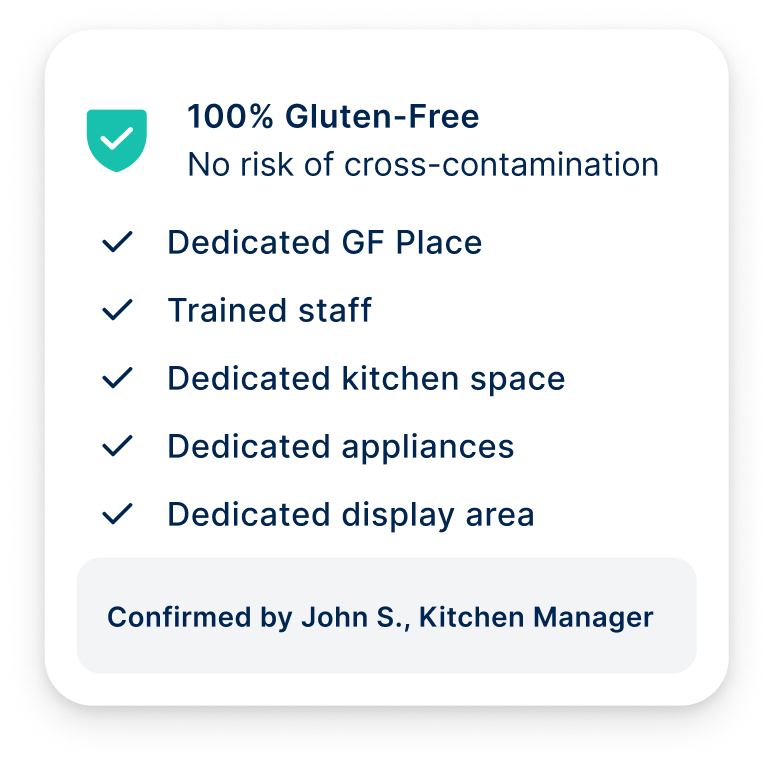 100% Gluten-Free
No risk of cross-contamination
Dedicated GF Place
Trained staff
Dedicated kitchen space
Dedicated appliances
Dedicated display area
Confirmed by John S., Kitchen Manager